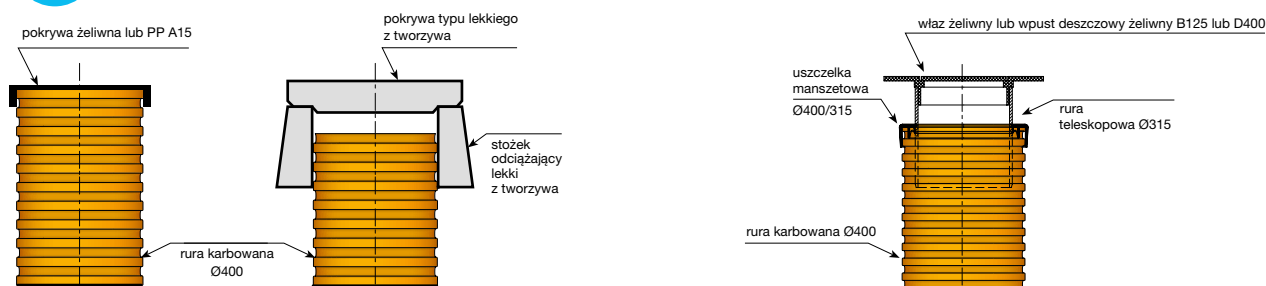 pokrywa żeliwna lub PP A15
pokrywa typu lekkiego
z tworzywa
stożek
odciążający
lekki
z tworzywa
rura karbowana
Ø400
właz żeliwny lub wpust deszczowy żeliwny B125 lub D400
uszczelka
manszetowa
Ø400/315
rura
teleskopowa Ø315
rura karbowana Ø400